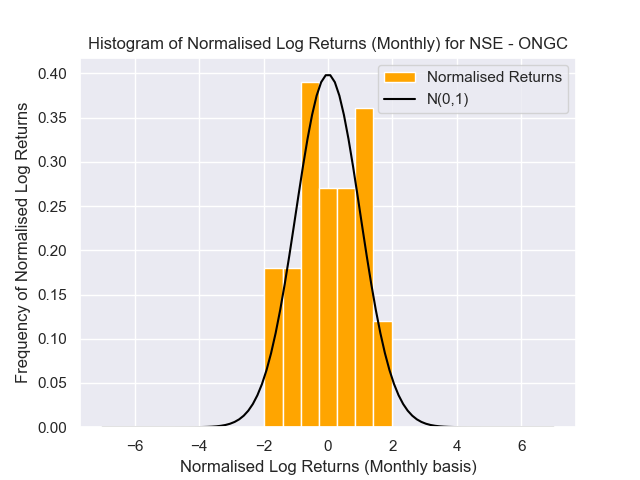 Histogram of Normalised Log Returns (Monthly) for NSE - ONGC
Normalised Returns
N(0,1)
Frequency of Normalised Log Returns
0.40
0.35
0.30
0.25
0.20
0.15
0.10
0.05
0.00
−6 −4 −2 0 2 4 6
Normalised Log Returns (Monthly basis)